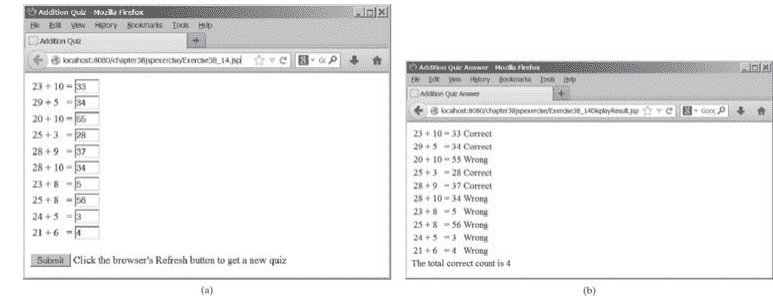 Addition Quiz - Mozilla Firefox
File Edit View History Bookmarks Tools Help
Addition Quiz
localhost:8080/chapter38jspexercise/Exercise38_14.jsp
23 + 10 = 33
29 + 5 = 34
20 + 10 = 55
25 + 3 = 28
28 + 9 = 37
28 + 10 = 34
23 + 8 = 5
25 + 8 = 56
24 + 5 = 3
21 + 6 = 4
Submit Click the browser's Refresh button to get a new quiz
(a)
Addition Quiz Answer - Mozilla Firefox
File Edit View History Bookmarks Tools Help
Addition Quiz Answer
localhost:8080/chapter38jspexercise/Exercise38_14DisplayResult.jsp
23 + 10 = 33 Correct
29 + 5 = 34 Correct
20 + 10 = 55 Wrong
25 + 3 = 28 Correct
28 + 9 = 37 Correct
28 + 10 = 34 Wrong
23 + 8 = 5 Wrong
25 + 8 = 56 Wrong
24 + 5 = 3 Wrong
21 + 6 = 4 Wrong
The total correct count is 4
(b)